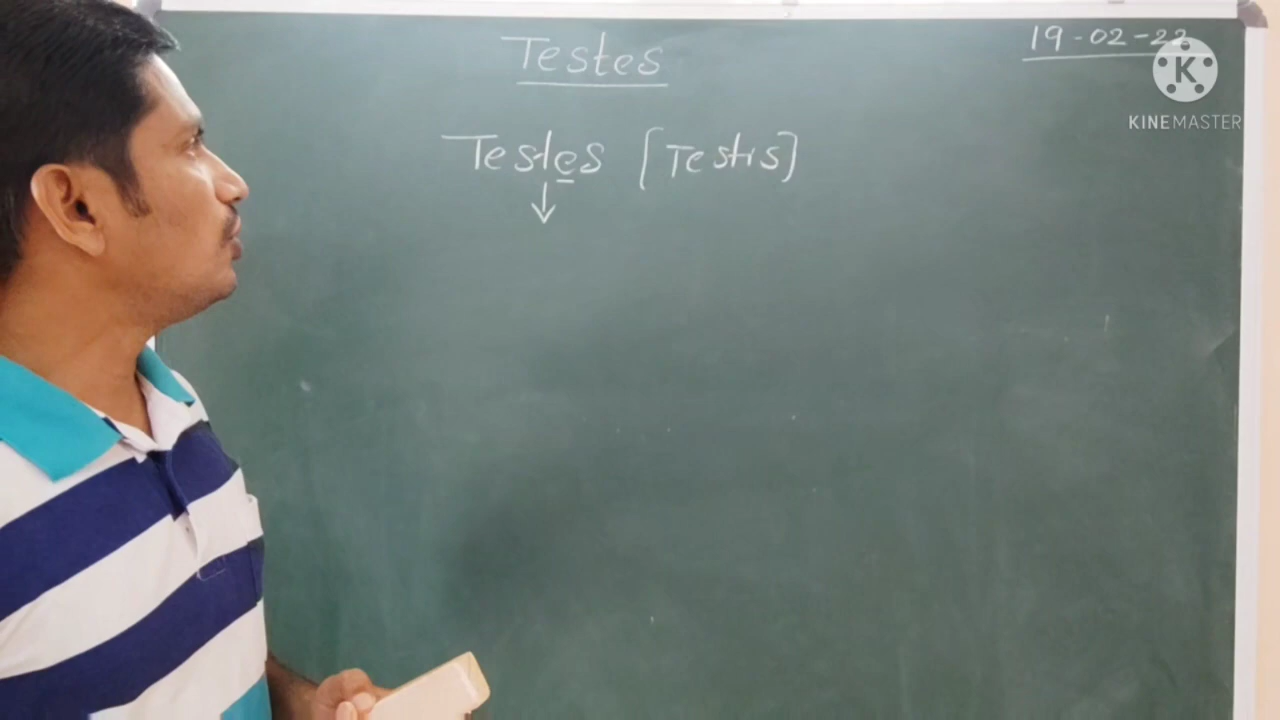 Testes
19-02-22
K
KINEMASTER
Testes [Testis]
↓